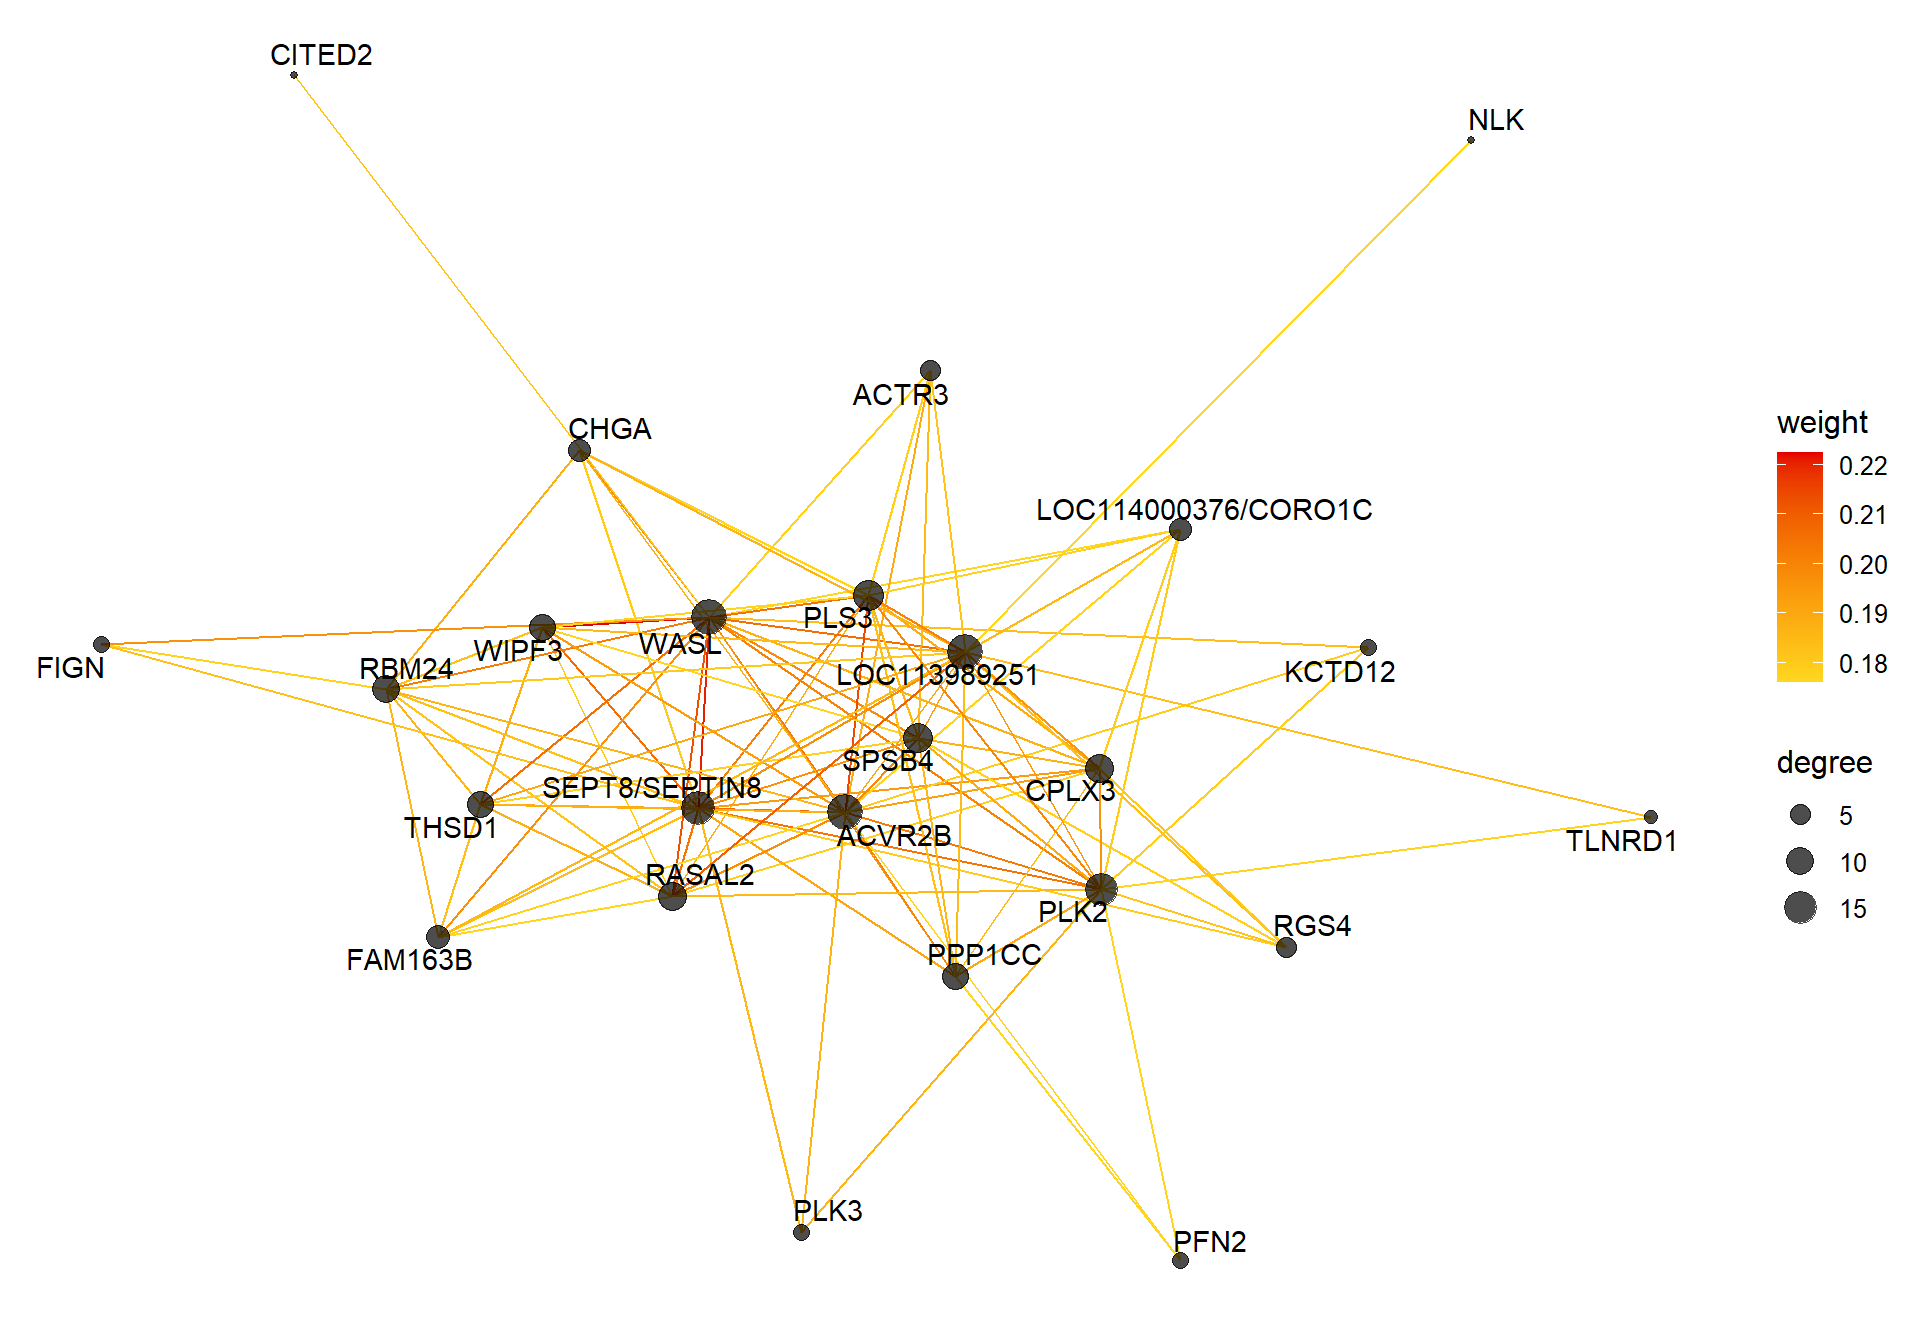 CITED2
NLK
ACTR3
CHGA
LOC114000376/CORO1C
PLS3
WASL
WIPF3
FIGN
RBM24
LOC113989251
KCTD12
SPSB4
SEPT8/SEPTIN8
CPLX3
THSD1
ACVR2B
TLNRD1
RASAL2
PLK2
RGS4
FAM163B
PPP1CC
PLK3
PFN2
weight
0.22
0.21
0.20
0.19
0.18
degree
5
10
15